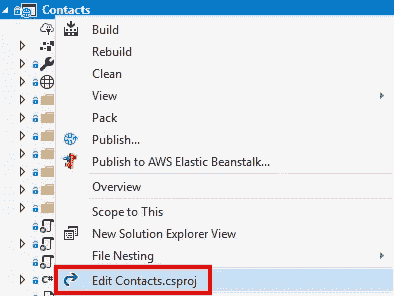 Contacts
Build
Rebuild
Clean
View
Pack
Publish...
Publish to AWS Elastic Beanstalk...
Overview
Scope to This
New Solution Explorer View
File Nesting
Edit Contacts.csproj